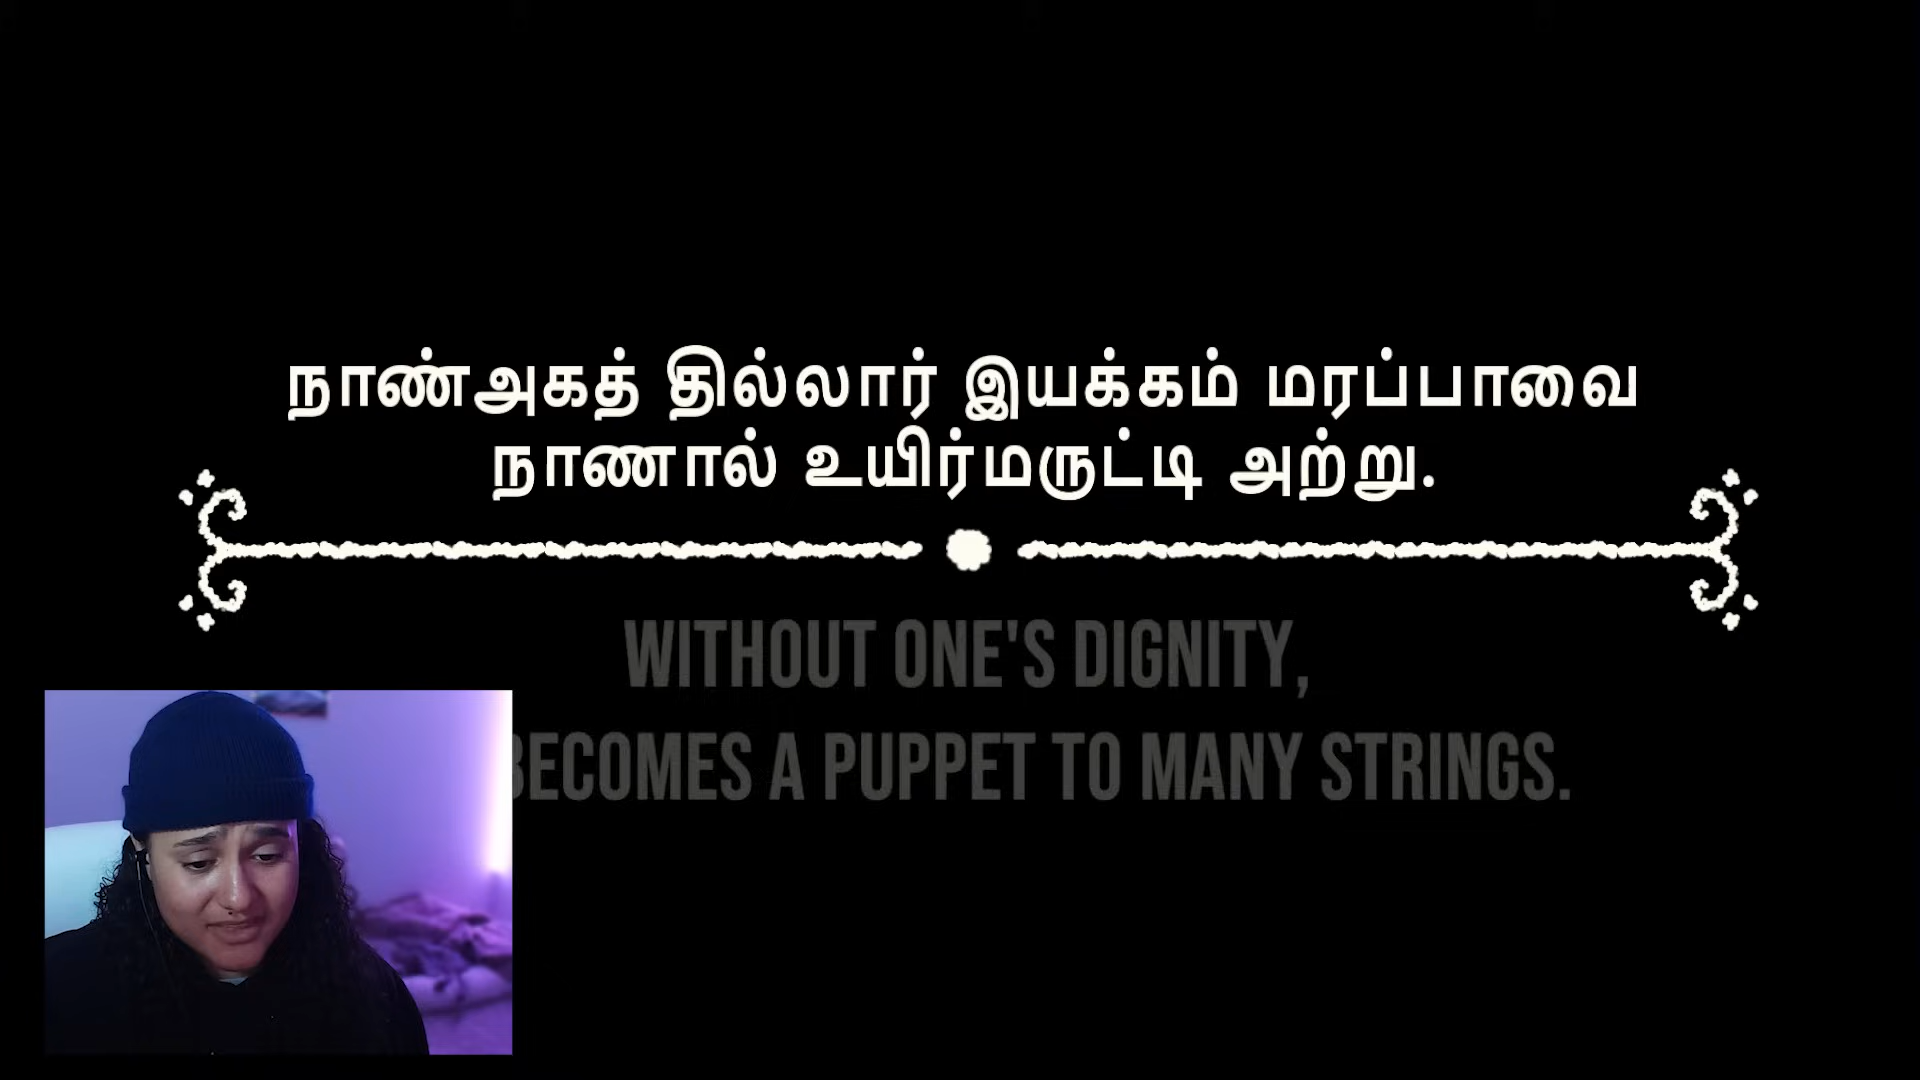 நாண்அகத் தில்லார் இயக்கம் மரப்பாவை
நாணால் உயிர்மருட்டி அற்று.
WITHOUT ONE'S DIGNITY,
BECOMES A PUPPET TO MANY STRINGS.